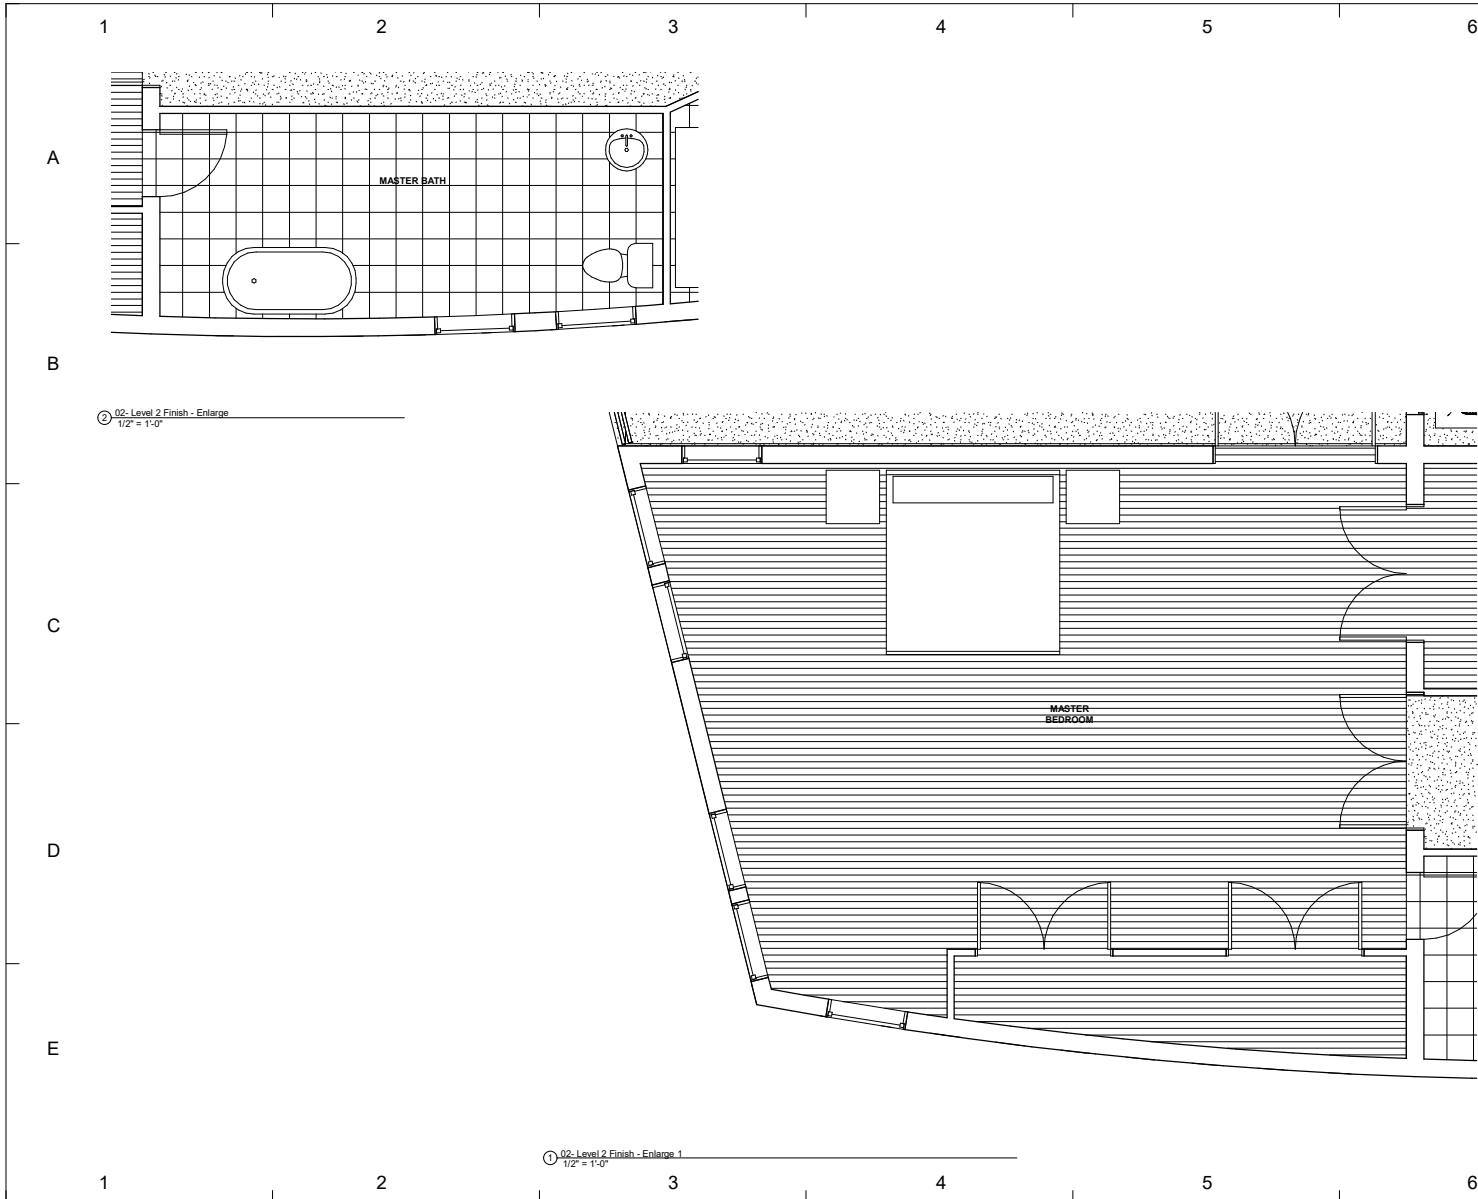 1 2 3 4 5 6
A
MASTER BATH
B
2 02- Level 2 Finish - Enlarge
1/2" = 1'-0"
C
MASTER
BEDROOM
D
E
1 02- Level 2 Finish - Enlarge 1
1/2" = 1'-0"
1 2 3 4 5 6